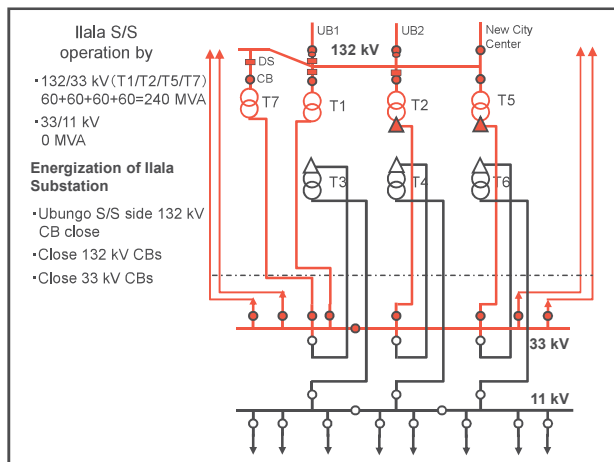 Ilala S/S
operation by
・132/33 kV(T1/T2/T5/T7)
60+60+60+60=240 MVA
・33/11 kV
0 MVA
Energization of Ilala
Substation
・Ubungo S/S side 132 kV
CB close
・Close 132 kV CBs
・Close 33 kV CBs
UB1
UB2
New City
Center
132 kV
DS
CB
T7
T1
T2
T5
T3
T4
T6
33 kV
11 kV